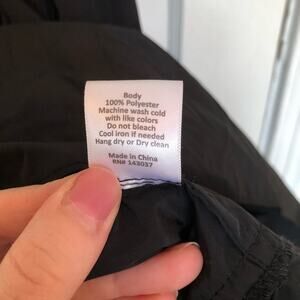 Body
100% Polyester
Machine wash cold
with like colors
Do not bleach
Cool iron if needed
Hang dry or Dry clean
Made in China
RN# 143037